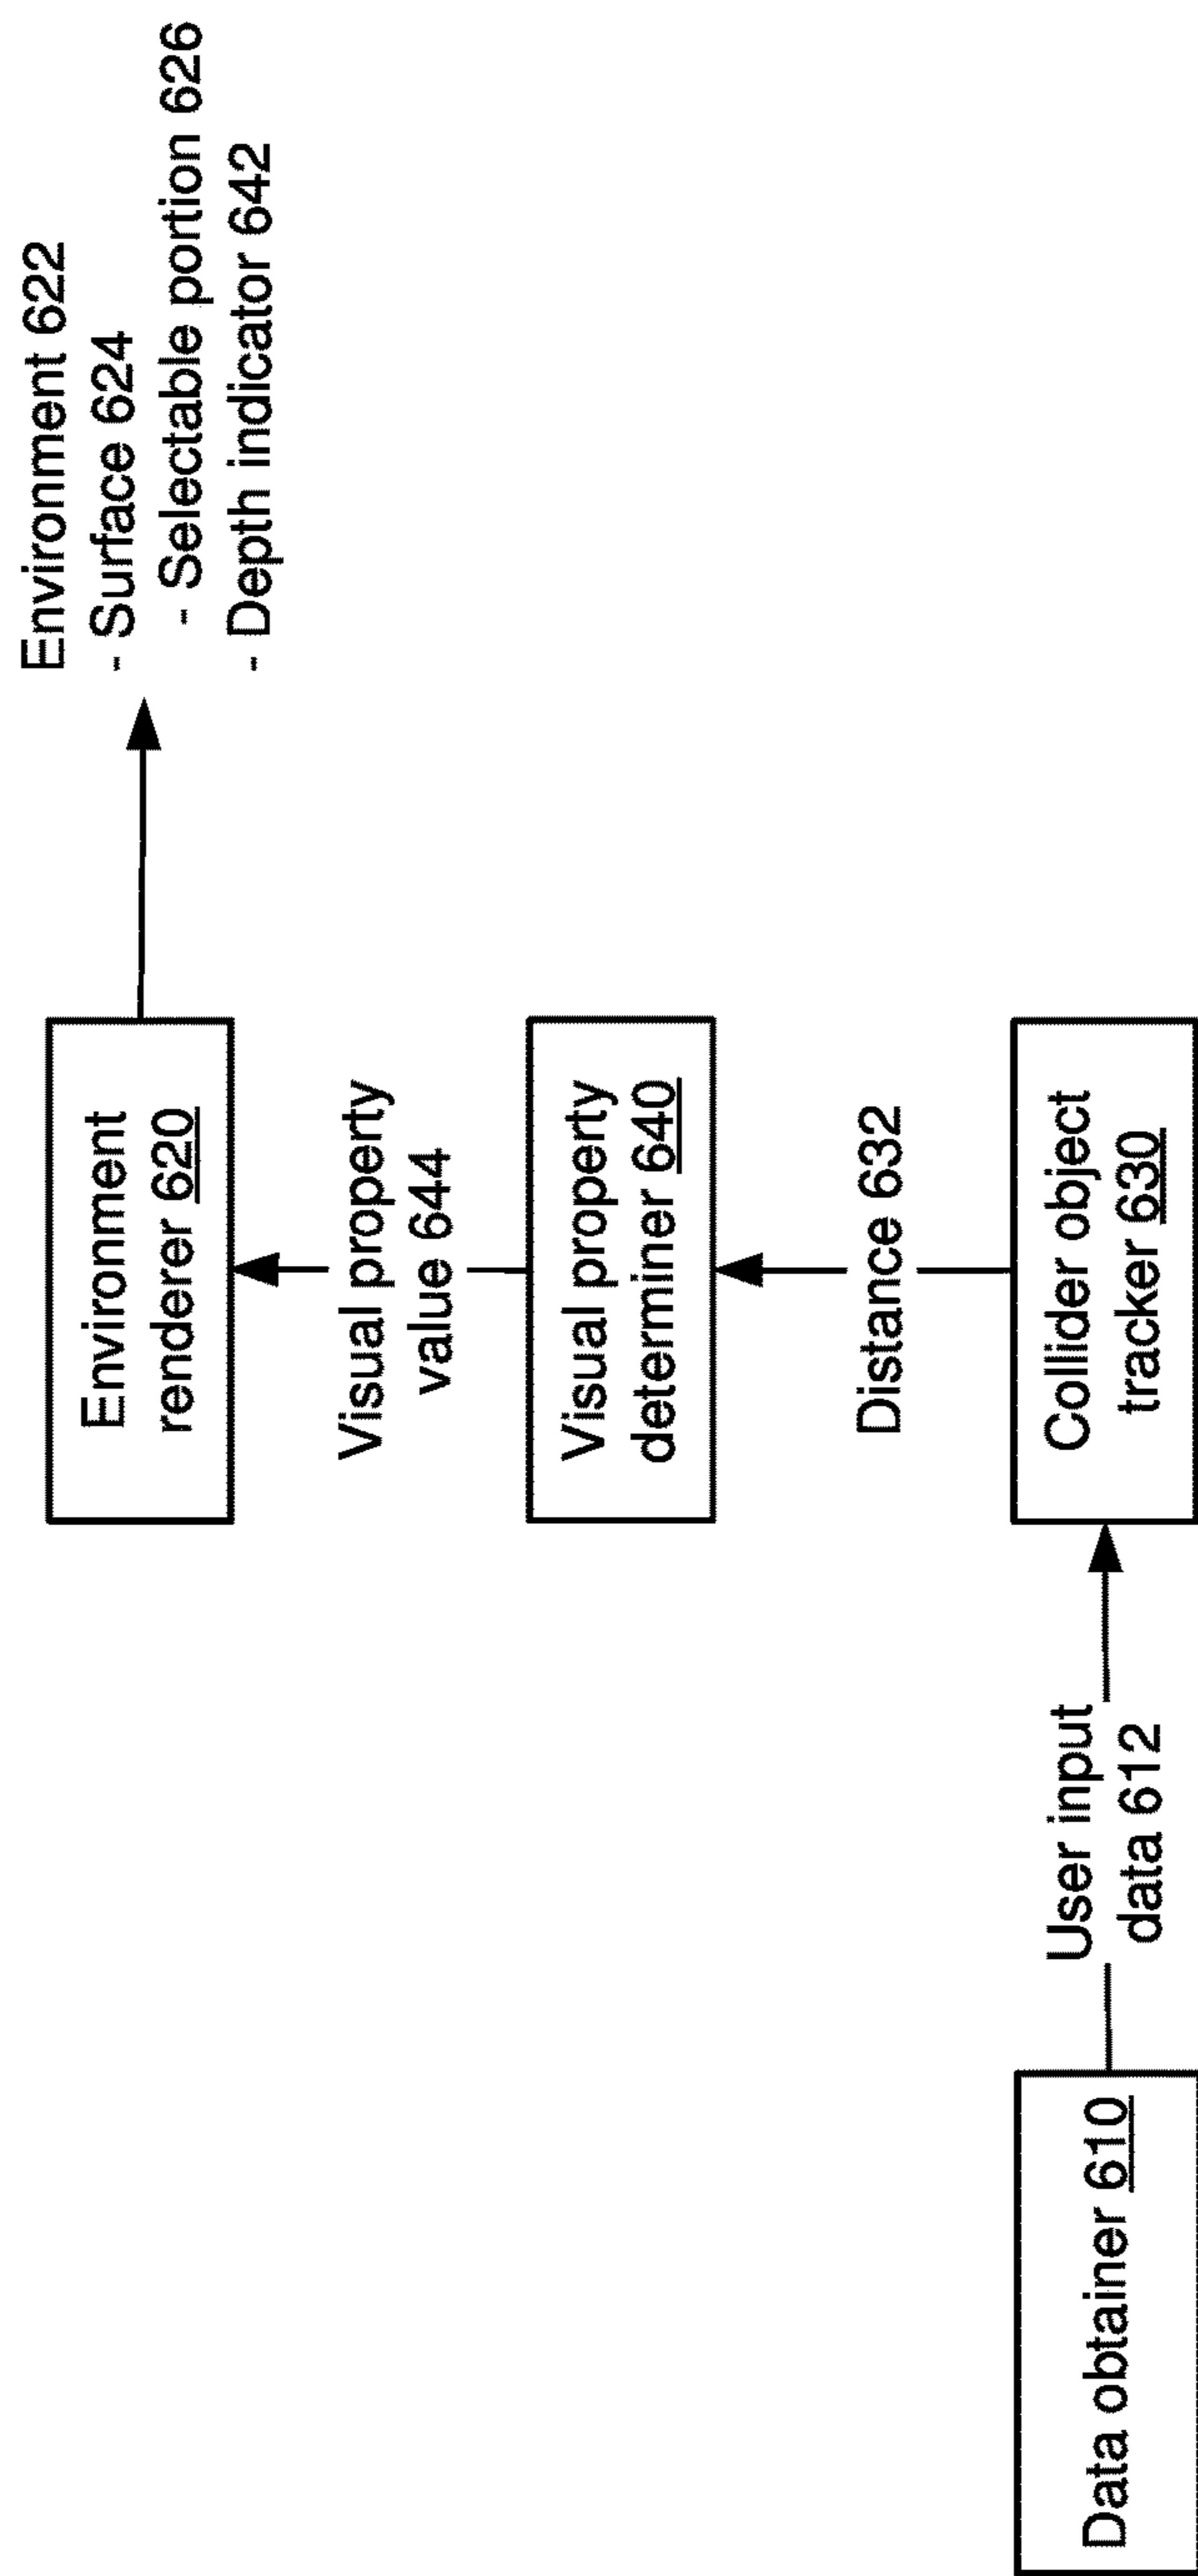 Environment 622
- Surface 624
- Selectable portion 626
- Depth indicator 642
Environment
renderer 620
Visual property
value 644
Visual property
determiner 640
Distance 632
Collider object
tracker 630
User input
data 612
Data obtainer 610